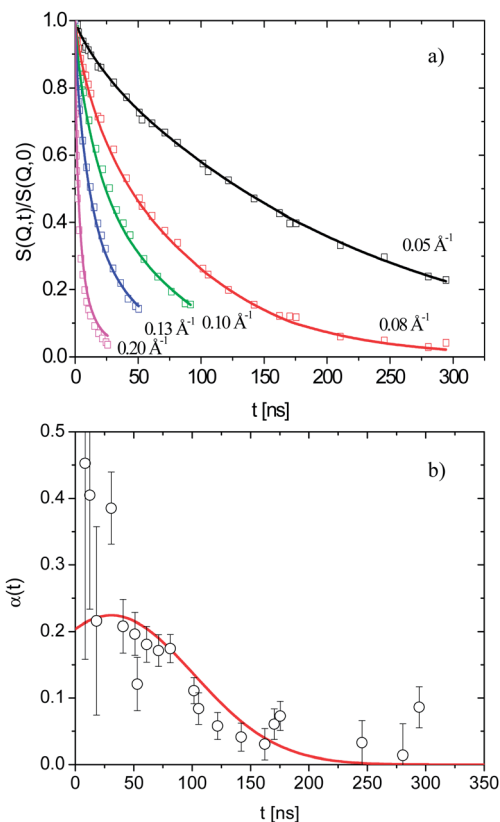 1.0
a)
0.8
0.6
S(Q,t)/S(Q,0)
0.4
0.05 Å⁻¹
0.2
0.13 Å⁻¹ 0.10 Å⁻¹ 0.08 Å⁻¹
0.20 Å⁻¹
0.0
0 50 100 150 200 250 300
t [ns]
0.5
b)
0.4
0.3
α(t)
0.2
0.1
0.0
0 50 100 150 200 250 300 350
t [ns]